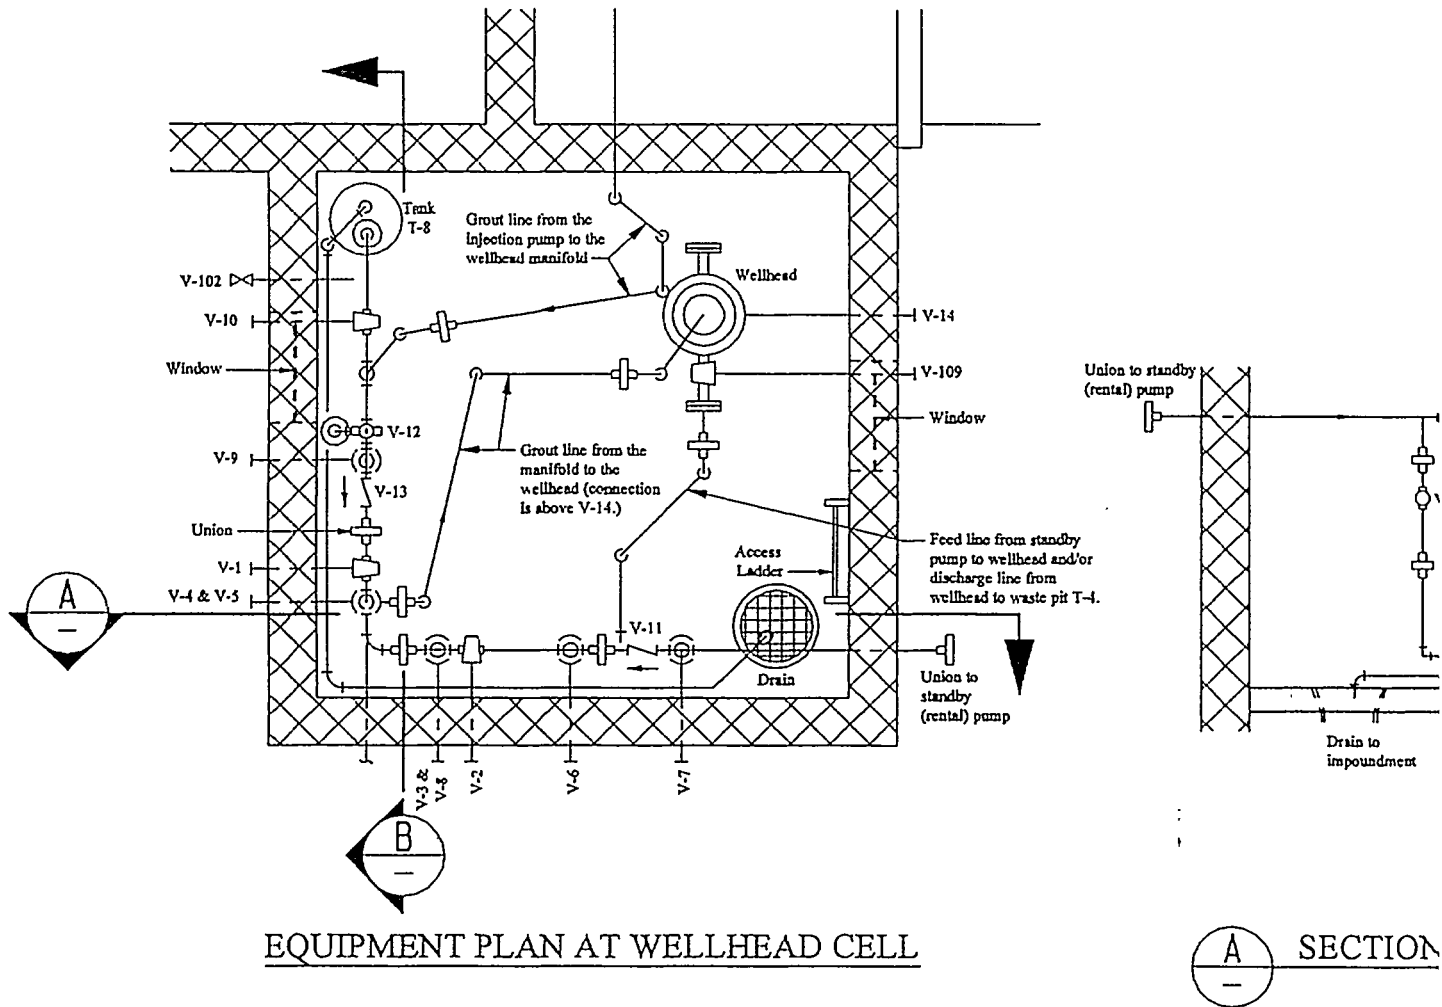 Tank
T-8
Grout line from the
injection pump to the
wellhead manifold
Wellhead
V-102
V-10
Window
V-14
V-109
Window
V-12
V-9
V-13
Grout line from the
manifold to the
wellhead (connection
is above V-14.)
Union
V-1
V-4 & V-5
Access
Ladder
Feed line from standby
pump to wellhead and/or
discharge line from
wellhead to waste pit T-4.
A
V-11
Drain
Union to
standby
(rental) pump
V-3 &
V-8
V-2
V-6
V-7
B
EQUIPMENT PLAN AT WELLHEAD CELL
Union to standby
(rental) pump
V
Drain to
impoundment
A
SECTION